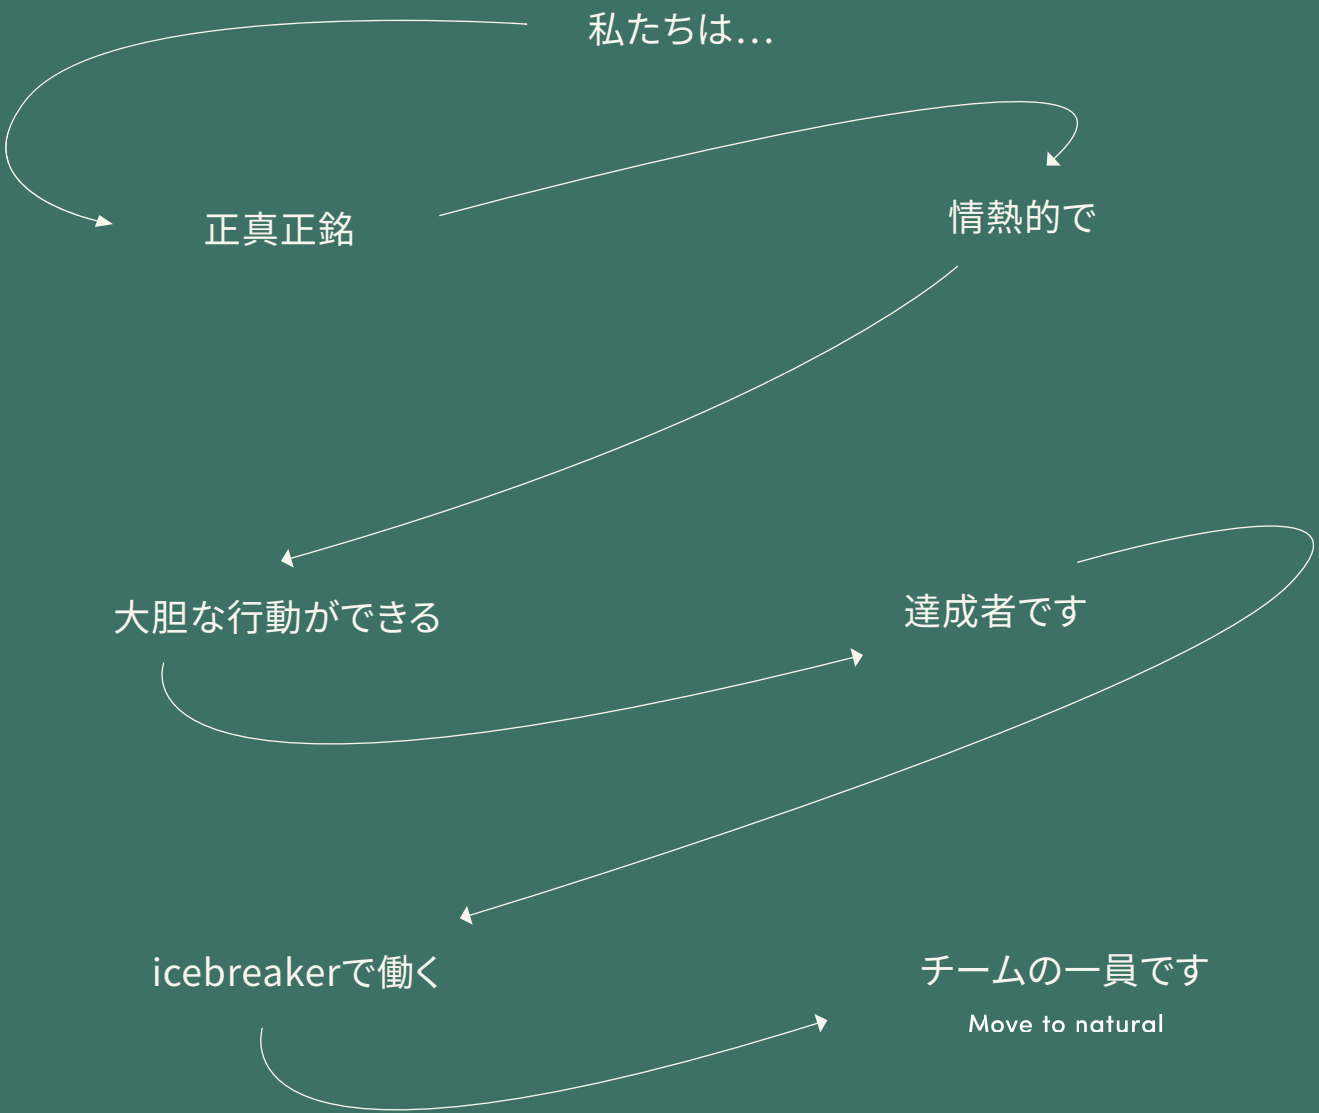 私たちは...
正真正銘
情熱的で
大胆な行動ができる
達成者です
icebreakerで働く
チームの一員です
Move to natural